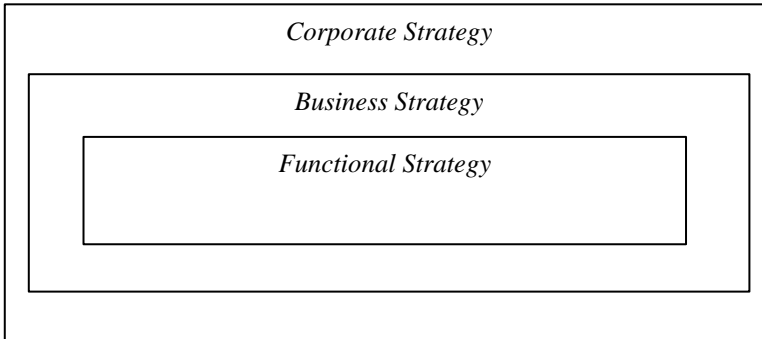 Corporate Strategy
Business Strategy
Functional Strategy